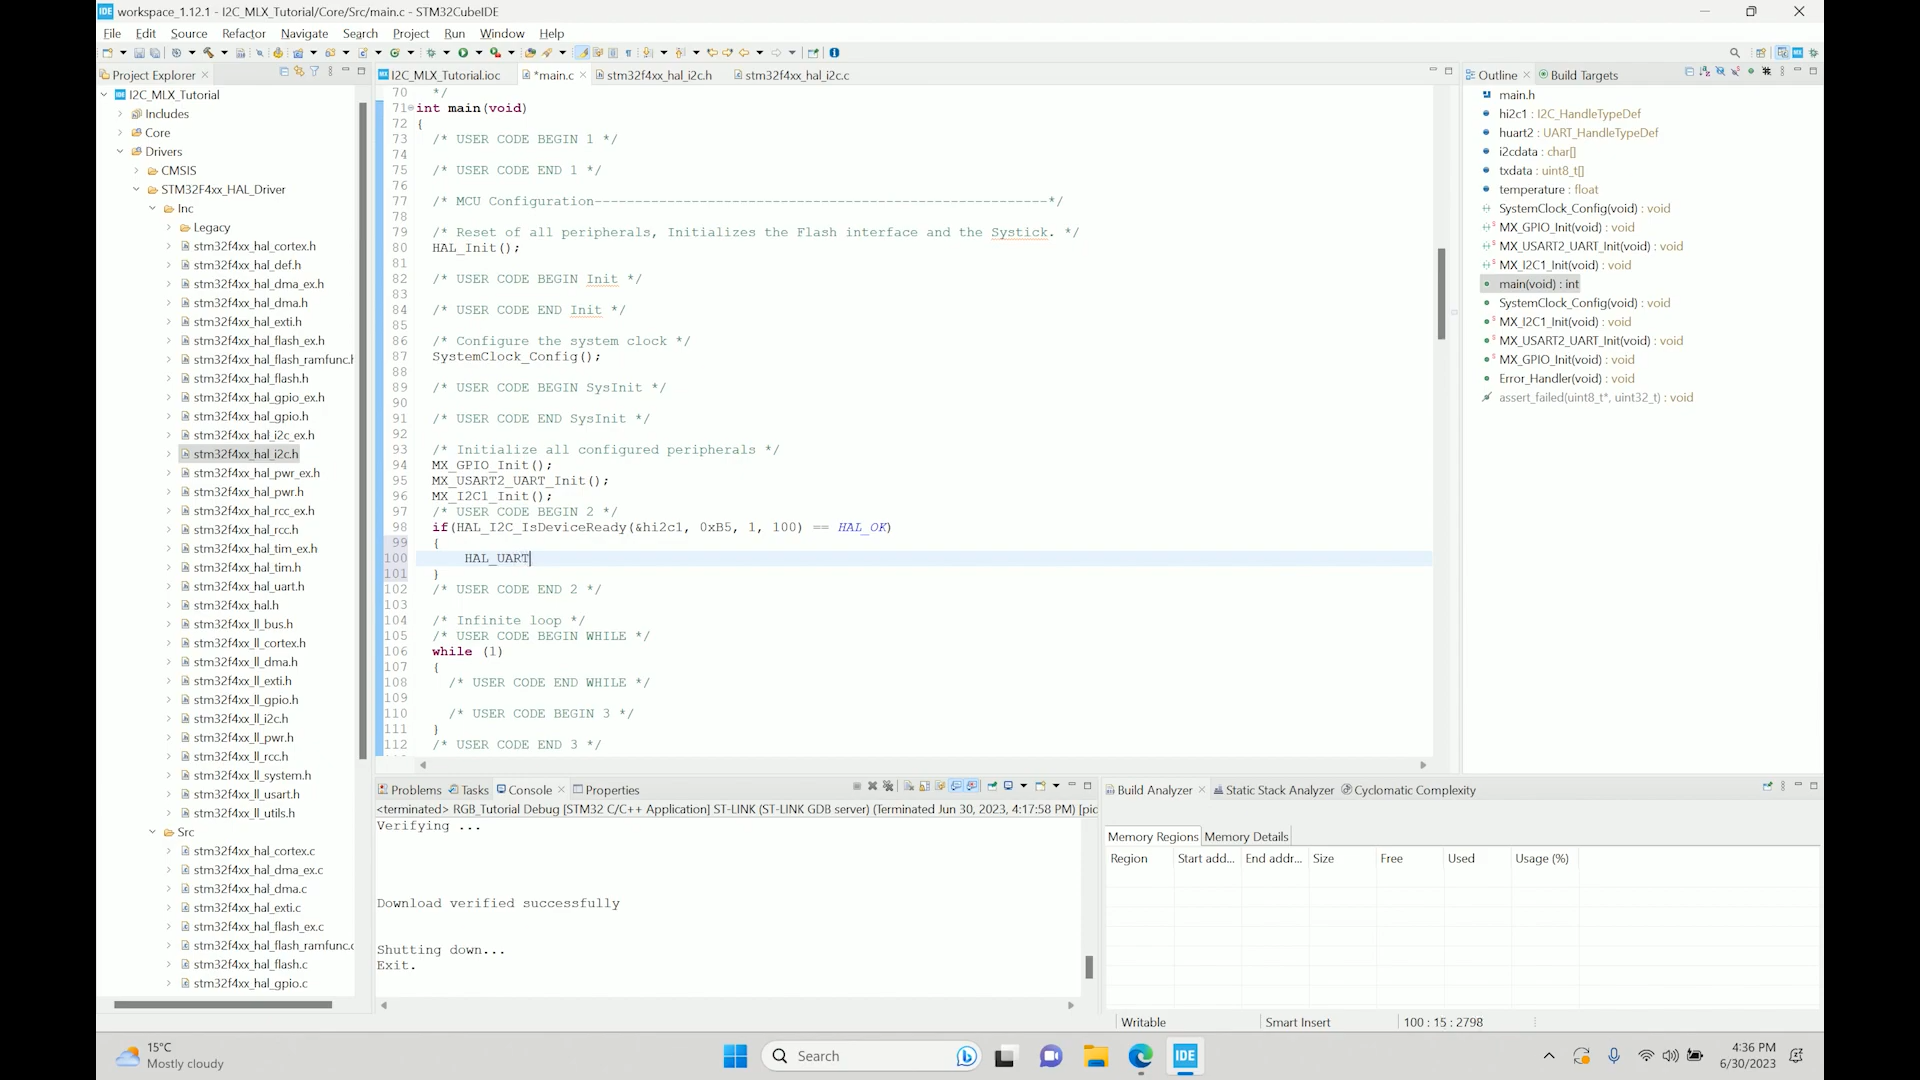 IDE workspace_1.12.1 - I2C_MLX_Tutorial/Core/Src/main.c - STM32CubeIDE
File Edit Source Refactor Navigate Search Project Run Window Help
Project Explorer
I2C_MLX_Tutorial
Includes
Core
Drivers
CMSIS
STM32F4xx_HAL_Driver
Inc
Legacy
stm32f4xx_hal_cortex.h
stm32f4xx_hal_def.h
stm32f4xx_hal_dma_ex.h
stm32f4xx_hal_dma.h
stm32f4xx_hal_exti.h
stm32f4xx_hal_flash_ex.h
stm32f4xx_hal_flash_ramfunc.h
stm32f4xx_hal_flash.h
stm32f4xx_hal_gpio_ex.h
stm32f4xx_hal_gpio.h
stm32f4xx_hal_i2c_ex.h
stm32f4xx_hal_i2c.h
stm32f4xx_hal_pwr_ex.h
stm32f4xx_hal_pwr.h
stm32f4xx_hal_rcc_ex.h
stm32f4xx_hal_rcc.h
stm32f4xx_hal_tim_ex.h
stm32f4xx_hal_tim.h
stm32f4xx_hal_uart.h
stm32f4xx_hal.h
stm32f4xx_ll_bus.h
stm32f4xx_ll_cortex.h
stm32f4xx_ll_dma.h
stm32f4xx_ll_exti.h
stm32f4xx_ll_gpio.h
stm32f4xx_ll_i2c.h
stm32f4xx_ll_pwr.h
stm32f4xx_ll_rcc.h
stm32f4xx_ll_system.h
stm32f4xx_ll_usart.h
stm32f4xx_ll_utils.h
Src
stm32f4xx_hal_cortex.c
stm32f4xx_hal_dma_ex.c
stm32f4xx_hal_dma.c
stm32f4xx_hal_exti.c
stm32f4xx_hal_flash_ex.c
stm32f4xx_hal_flash_ramfunc.c
stm32f4xx_hal_flash.c
stm32f4xx_hal_gpio.c
I2C_MLX_Tutorial.ioc *main.c stm32f4xx_hal_i2c.h stm32f4xx_hal_i2c.c
70 */
71 int main(void)
72 {
73 /* USER CODE BEGIN 1 */
74
75 /* USER CODE END 1 */
76
77 /* MCU Configuration--------------------------------------------------------*/
78
79 /* Reset of all peripherals, Initializes the Flash interface and the Systick. */
80 HAL_Init();
81
82 /* USER CODE BEGIN Init */
83
84 /* USER CODE END Init */
85
86 /* Configure the system clock */
87 SystemClock_Config();
88
89 /* USER CODE BEGIN SysInit */
90
91 /* USER CODE END SysInit */
92
93 /* Initialize all configured peripherals */
94 MX_GPIO_Init();
95 MX_USART2_UART_Init();
96 MX_I2C1_Init();
97 /* USER CODE BEGIN 2 */
98 if(HAL_I2C_IsDeviceReady(&hi2c1, 0xB5, 1, 100) == HAL_OK)
99 {
100 HAL_UART
101 }
102 /* USER CODE END 2 */
103
104 /* Infinite loop */
105 /* USER CODE BEGIN WHILE */
106 while (1)
107 {
108 /* USER CODE END WHILE */
109
110 /* USER CODE BEGIN 3 */
111 }
112 /* USER CODE END 3 */
Outline Build Targets
main.h
hi2c1 : I2C_HandleTypeDef
huart2 : UART_HandleTypeDef
i2cdata : char[]
txdata : uint8_t[]
temperature : float
SystemClock_Config(void) : void
MX_GPIO_Init(void) : void
MX_USART2_UART_Init(void) : void
MX_I2C1_Init(void) : void
main(void) : int
SystemClock_Config(void) : void
MX_I2C1_Init(void) : void
MX_USART2_UART_Init(void) : void
MX_GPIO_Init(void) : void
Error_Handler(void) : void
assert_failed(uint8_t*, uint32_t) : void
Problems Tasks Console Properties
<terminated> RGB_Tutorial Debug [STM32 C/C++ Application] ST-LINK (ST-LINK GDB server) (Terminated Jun 30, 2023, 4:17:58 PM) [pic
Verifying ...
Download verified successfully
Shutting down...
Exit.
Build Analyzer Static Stack Analyzer Cyclomatic Complexity
Memory Regions Memory Details
Region Start add... End addr... Size Free Used Usage (%)
Writable Smart Insert 100 : 15 : 2798
15°C
Mostly cloudy
Search
IDE
4:36 PM
6/30/2023